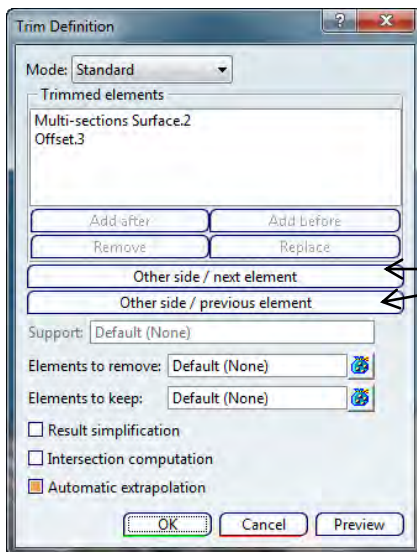 Trim Definition
Mode: Standard
Trimmed elements
Multi-sections Surface.2
Offset.3
Add after Add before
Remove Replace
Other side / next element
Other side / previous element
Support: Default (None)
Elements to remove: Default (None)
Elements to keep: Default (None)
Result simplification
Intersection computation
Automatic extrapolation
OK Cancel Preview